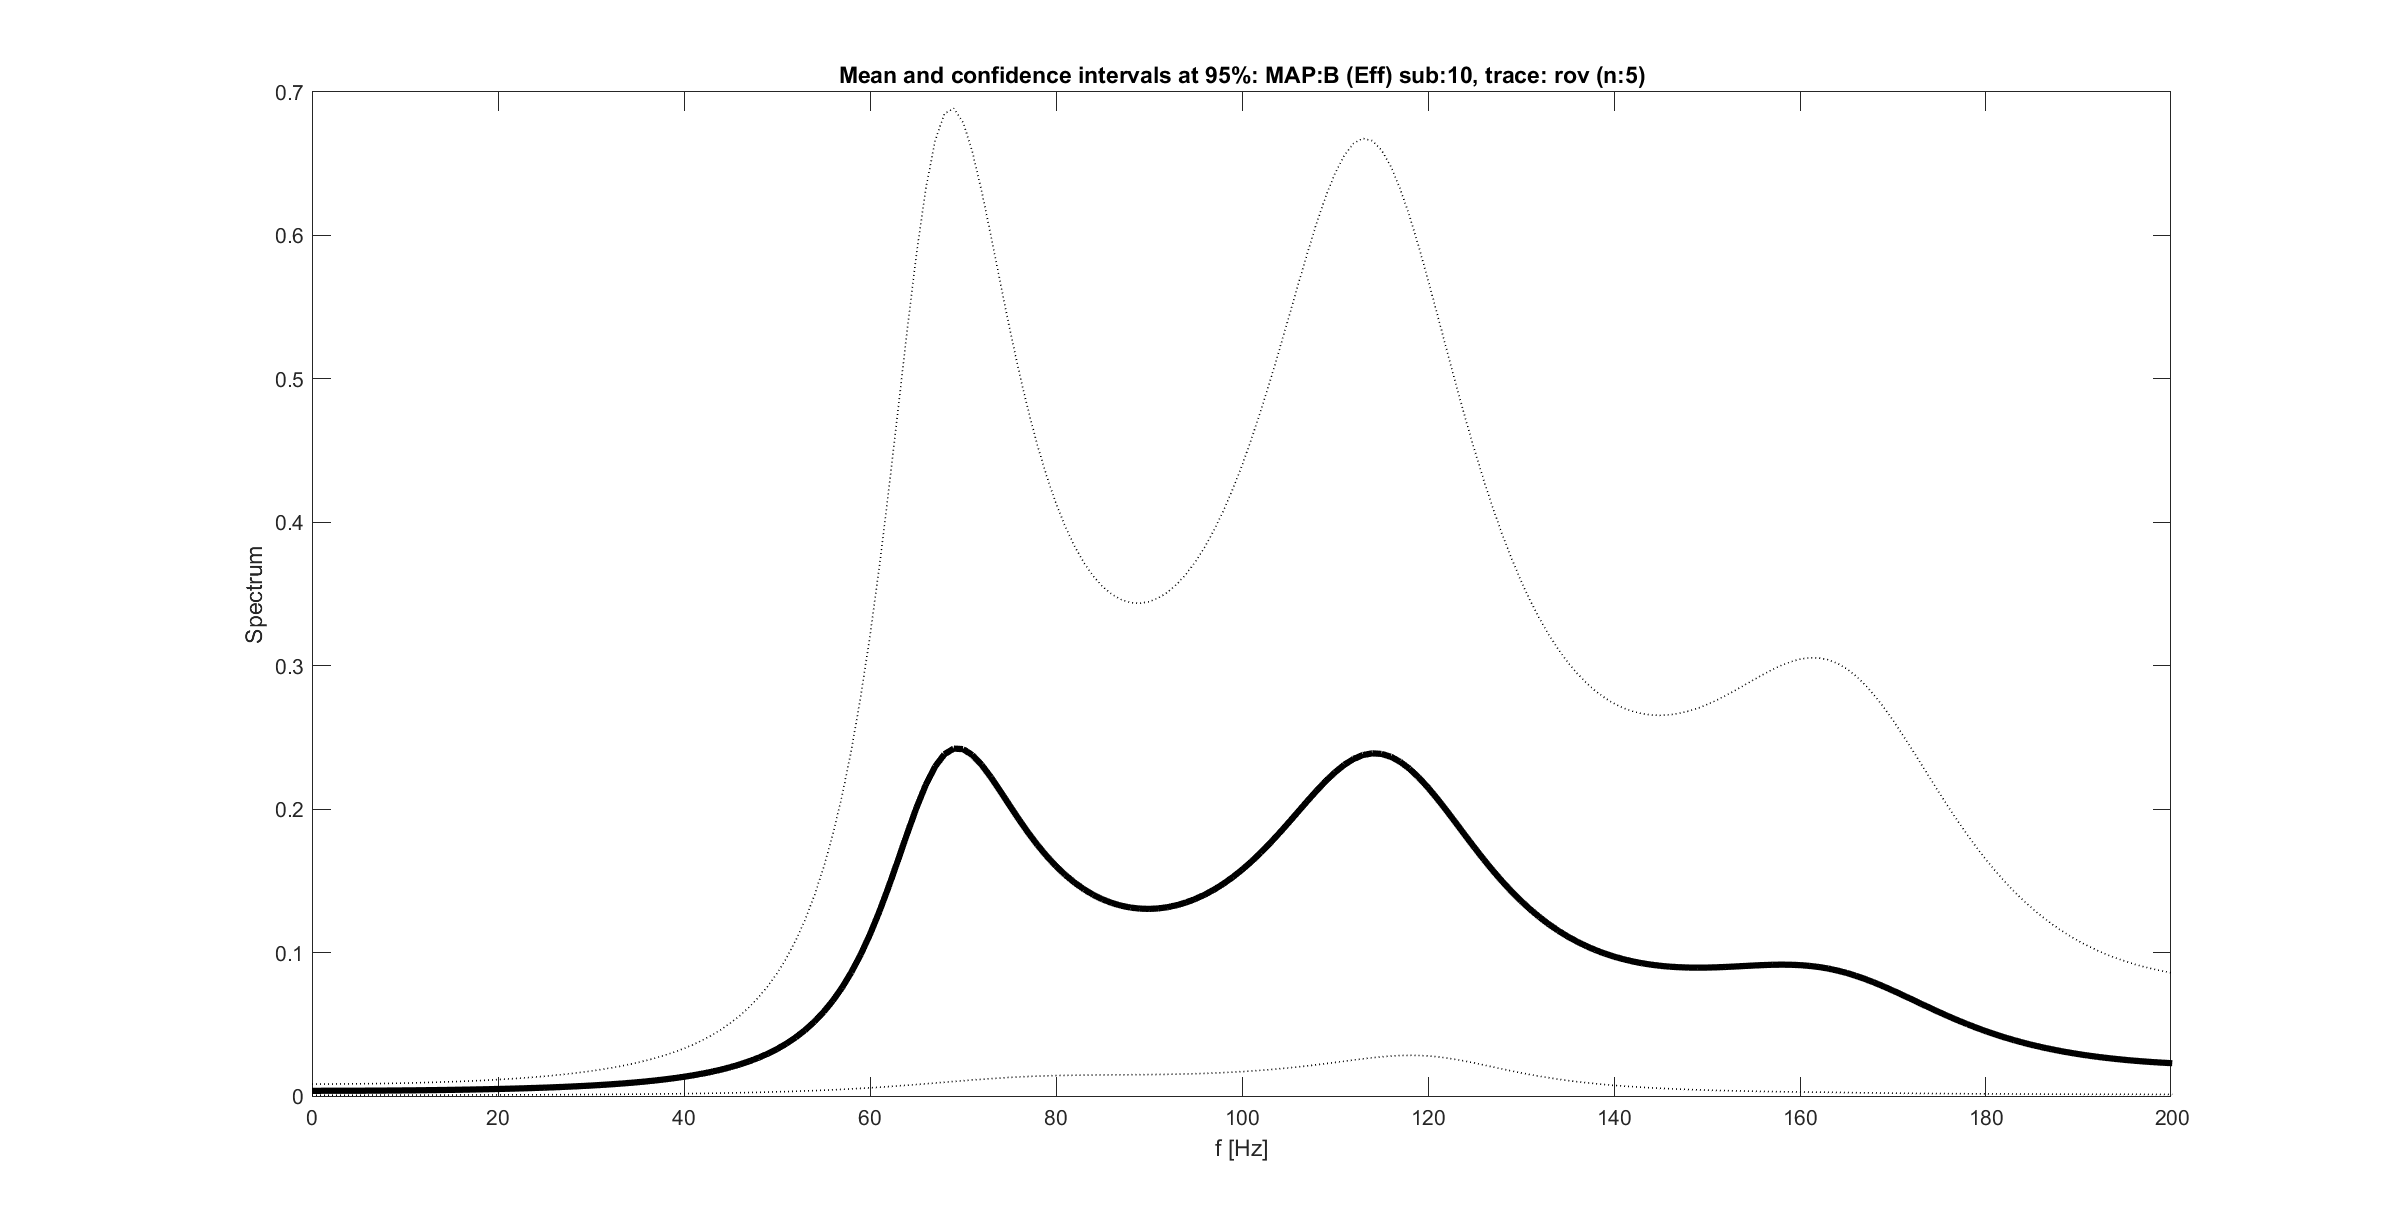 Mean and confidence intervals at 95%: MAP:B (Eff) sub:10, trace: rov (n:5)
0.7
0.6
0.5
0.4
0.3
0.2
0.1
0
Spectrum
0 20 40 60 80 100 120 140 160 180 200
f [Hz]